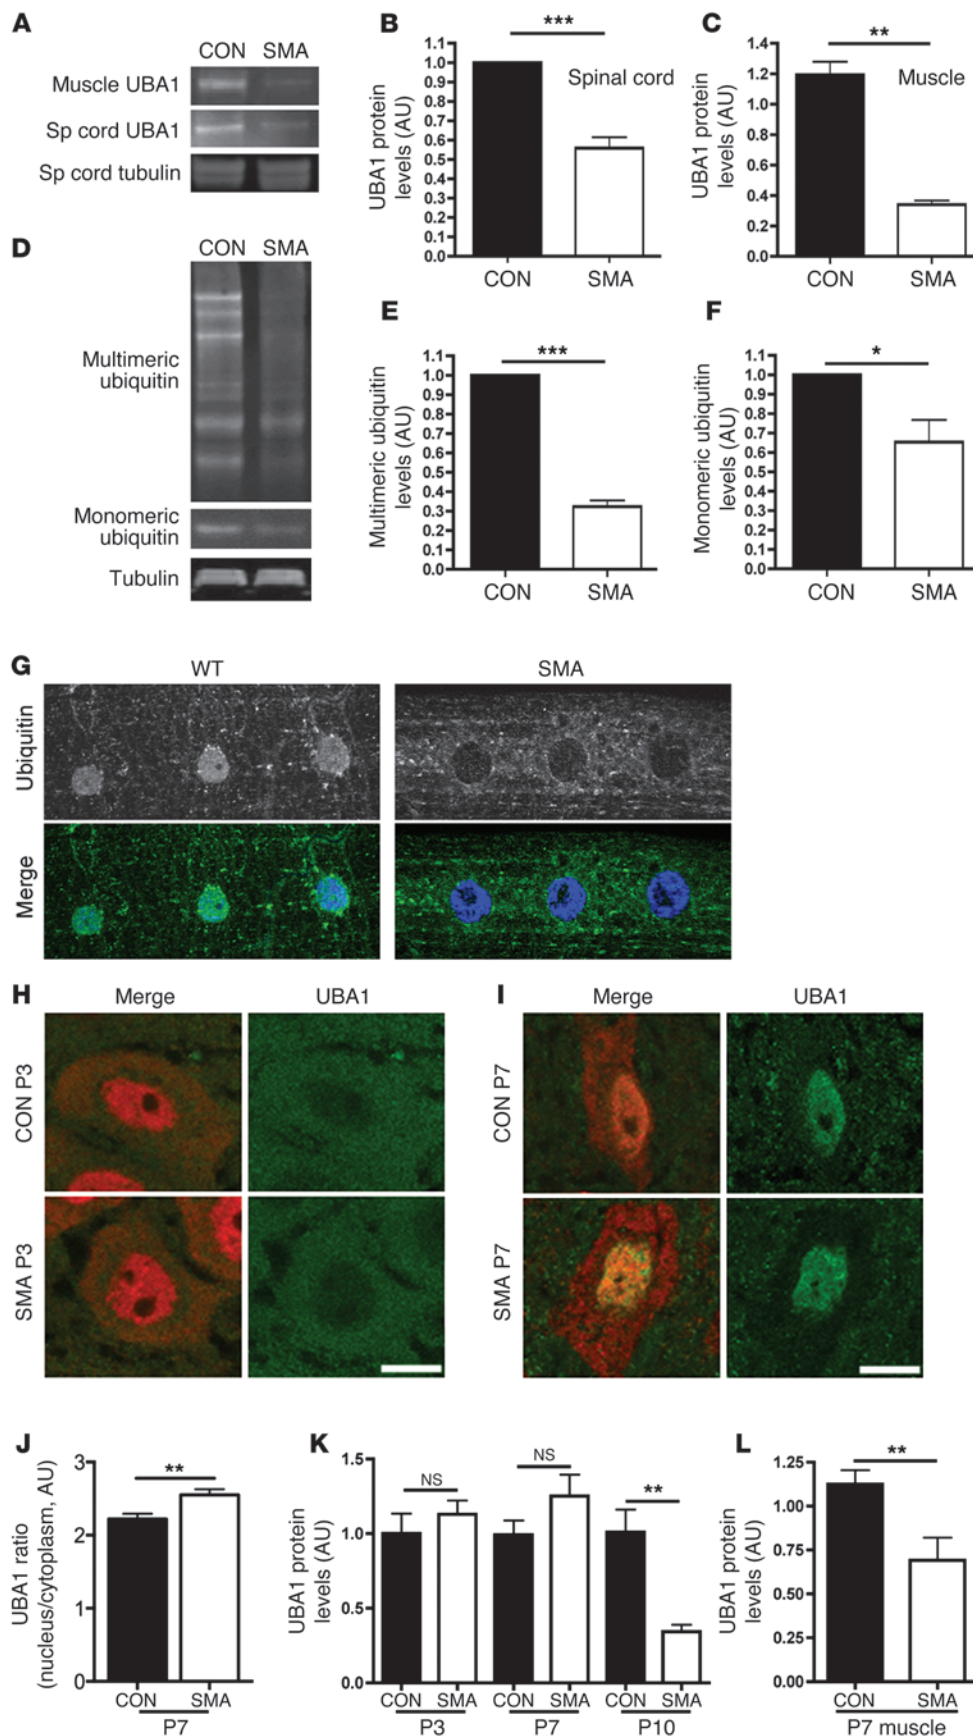 A
CON SMA
Muscle UBA1
Sp cord UBA1
Sp cord tubulin
B
***
Spinal cord
UBA1 protein
levels (AU)
1.1
1.0
0.9
0.8
0.7
0.6
0.5
0.4
0.3
0.2
0.1
0.0
CON SMA
C
**
Muscle
UBA1 protein
levels (AU)
1.4
1.2
1.0
0.8
0.6
0.4
0.2
0.0
CON SMA
D
CON SMA
Multimeric
ubiquitin
Monomeric
ubiquitin
Tubulin
E
***
Multimeric ubiquitin
levels (AU)
1.1
1.0
0.9
0.8
0.7
0.6
0.5
0.4
0.3
0.2
0.1
0.0
CON SMA
F
*
Monomeric ubiquitin
levels (AU)
1.1
1.0
0.9
0.8
0.7
0.6
0.5
0.4
0.3
0.2
0.1
0.0
CON SMA
G
WT SMA
Ubiquitin
Merge
H
Merge UBA1
CON P3
SMA P3
I
Merge UBA1
CON P7
SMA P7
J
**
UBA1 ratio
(nucleus/cytoplasm, AU)
3
2
1
0
CON SMA
P7
K
NS NS **
UBA1 protein
levels (AU)
1.5
1.0
0.5
0.0
CON SMA CON SMA CON SMA
P3 P7 P10
L
**
UBA1 protein
levels (AU)
1.25
1.00
0.75
0.50
0.25
0.00
CON SMA
P7 muscle